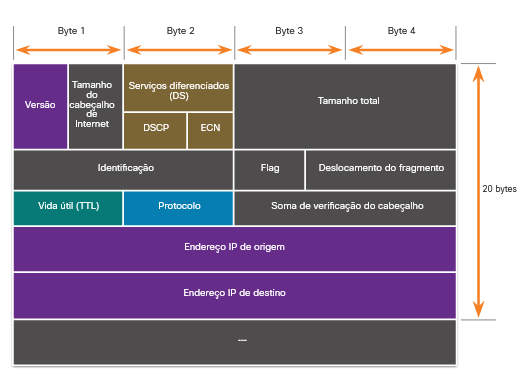 Byte 1
Byte 2
Byte 3
Byte 4
Versão
Tamanho
do
cabeçalho
de
Internet
Serviços diferenciados
(DS)
DSCP
ECN
Tamanho total
Identificação
Flag
Deslocamento do fragmento
Vida útil (TTL)
Protocolo
Soma de verificação do cabeçalho
Endereço IP de origem
Endereço IP de destino
---
20 bytes